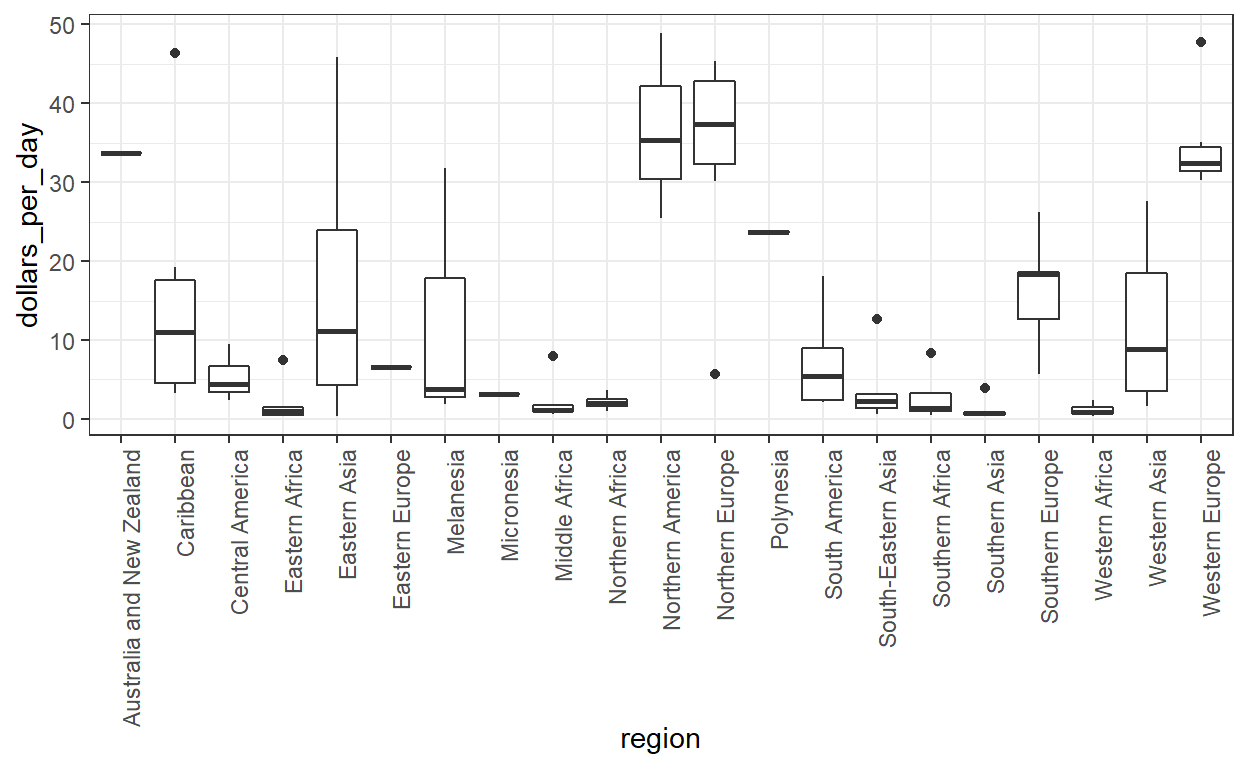 dollars_per_day
50
40
30
20
10
0
Australia and New Zealand
Caribbean
Central America
Eastern Africa
Eastern Asia
Eastern Europe
Melanesia
Micronesia
Middle Africa
Northern Africa
Northern America
Northern Europe
Polynesia
South America
South-Eastern Asia
Southern Africa
Southern Asia
Southern Europe
Western Africa
Western Asia
Western Europe
region